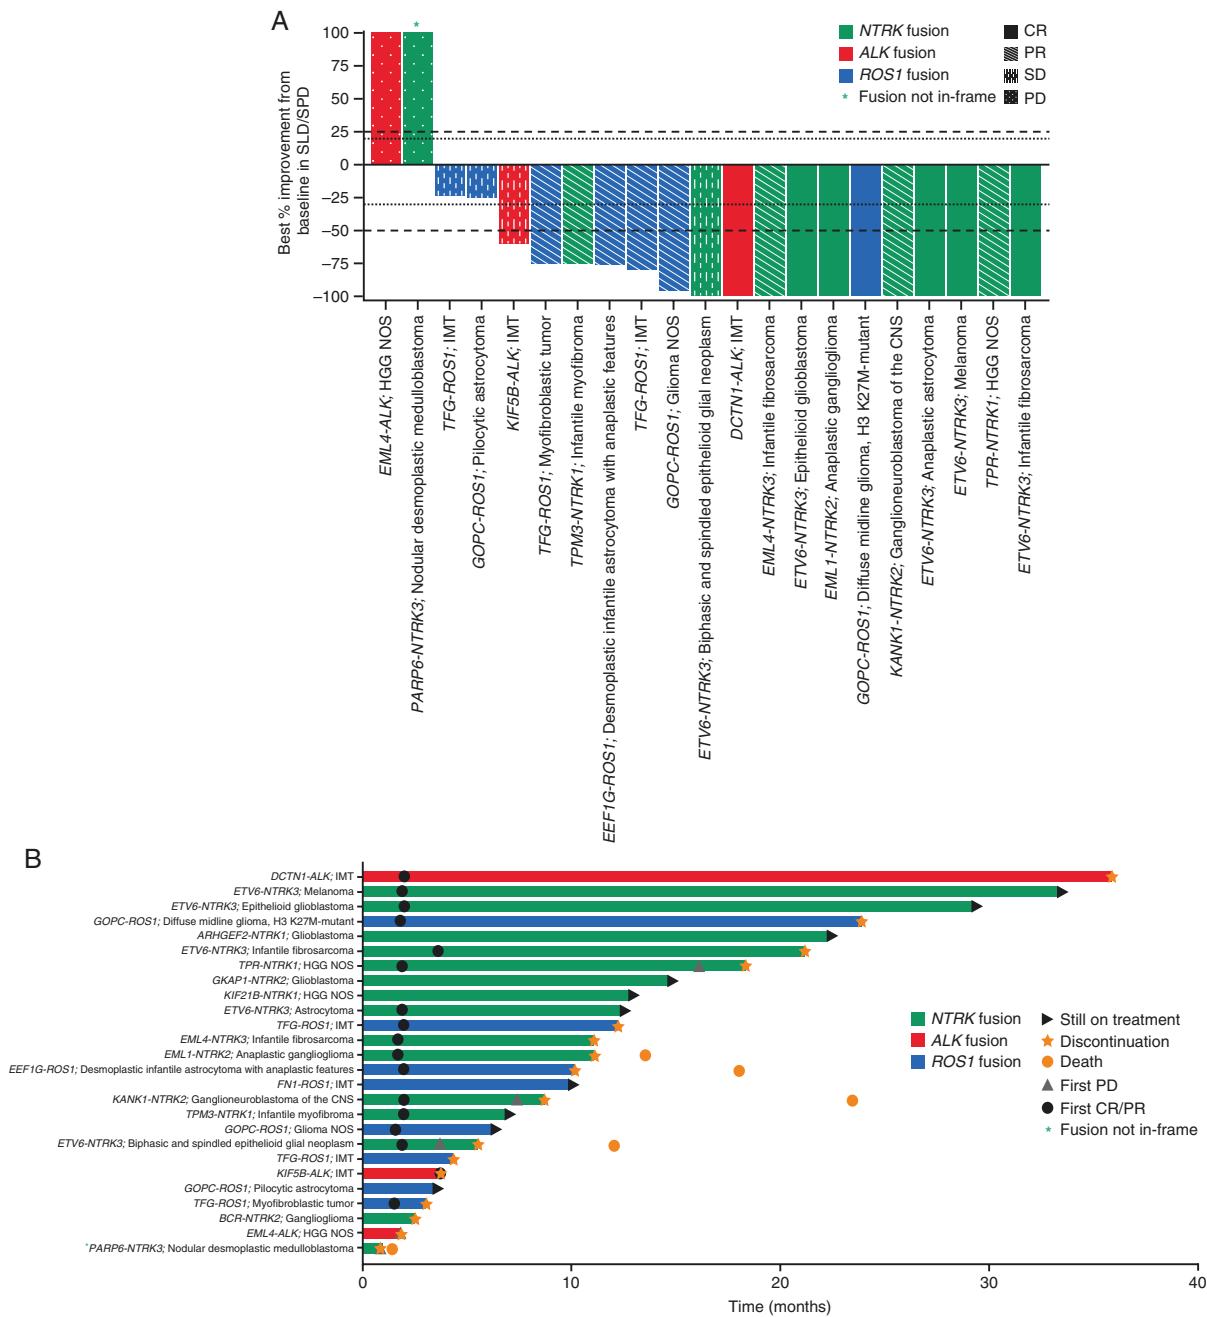 A
Best % improvement from
baseline in SLD/SPD
100
75
50
25
0
−25
−50
−75
−100
*
NTRK fusion
ALK fusion
ROS1 fusion
* Fusion not in-frame
CR
PR
SD
PD
EML4-ALK; HGG NOS
PARP6-NTRK3; Nodular desmoplastic medulloblastoma
TFG-ROS1; IMT
GOPC-ROS1; Pilocytic astrocytoma
KIF5B-ALK; IMT
TFG-ROS1; Myofibroblastic tumor
TPM3-NTRK1; Infantile myofibroma
EEF1G-ROS1; Desmoplastic infantile astrocytoma with anaplastic features
TFG-ROS1; IMT
GOPC-ROS1; Glioma NOS
ETV6-NTRK3; Biphasic and spindled epithelioid glial neoplasm
DCTN1-ALK; IMT
EML4-NTRK3; Infantile fibrosarcoma
ETV6-NTRK3; Epithelioid glioblastoma
EML1-NTRK2; Anaplastic ganglioglioma
GOPC-ROS1; Diffuse midline glioma, H3 K27M-mutant
KANK1-NTRK2; Ganglioneuroblastoma of the CNS
ETV6-NTRK3; Anaplastic astrocytoma
ETV6-NTRK3; Melanoma
TPR-NTRK1; HGG NOS
ETV6-NTRK3; Infantile fibrosarcoma
B
DCTN1-ALK; IMT
ETV6-NTRK3; Melanoma
ETV6-NTRK3; Epithelioid glioblastoma
GOPC-ROS1; Diffuse midline glioma, H3 K27M-mutant
ARHGEF2-NTRK1; Glioblastoma
ETV6-NTRK3; Infantile fibrosarcoma
TPR-NTRK1; HGG NOS
GKAP1-NTRK2; Glioblastoma
KIF21B-NTRK1; HGG NOS
ETV6-NTRK3; Astrocytoma
TFG-ROS1; IMT
EML4-NTRK3; Infantile fibrosarcoma
EML1-NTRK2; Anaplastic ganglioglioma
EEF1G-ROS1; Desmoplastic infantile astrocytoma with anaplastic features
FN1-ROS1; IMT
KANK1-NTRK2; Ganglioneuroblastoma of the CNS
TPM3-NTRK1; Infantile myofibroma
GOPC-ROS1; Glioma NOS
ETV6-NTRK3; Biphasic and spindled epithelioid glial neoplasm
TFG-ROS1; IMT
KIF5B-ALK; IMT
GOPC-ROS1; Pilocytic astrocytoma
TFG-ROS1; Myofibroblastic tumor
BCR-NTRK2; Ganglioglioma
EML4-ALK; HGG NOS
*PARP6-NTRK3; Nodular desmoplastic medulloblastoma
NTRK fusion
ALK fusion
ROS1 fusion
Still on treatment
Discontinuation
Death
First PD
First CR/PR
* Fusion not in-frame
0
10
20
30
40
Time (months)